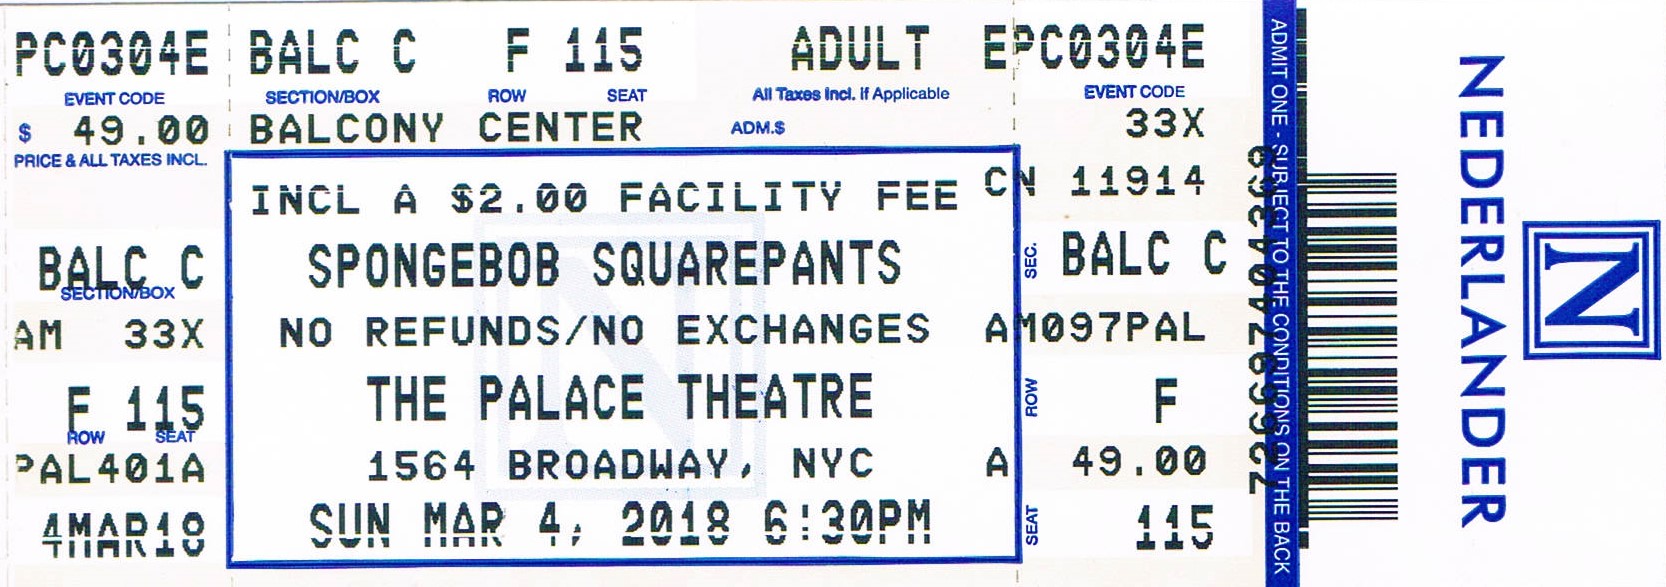 PC0304E
EVENT CODE
$ 49.00
PRICE & ALL TAXES INCL.
BALC C
SECTION/BOX
AM 33X
F 115
ROW SEAT
PAL401A
4MAR18
BALC C F 115 ADULT
SECTION/BOX ROW SEAT All Taxes Incl. If Applicable
BALCONY CENTER ADM.$
INCL A $2.00 FACILITY FEE
SPONGEBOB SQUAREPANTS
NO REFUNDS/NO EXCHANGES
THE PALACE THEATRE
1564 BROADWAY, NYC
SUN MAR 4, 2018 6:30PM
EPC0304E
EVENT CODE
33X
CN 11914
SEC. BALC C
AM097PAL
ROW F
A 49.00
SEAT 115
ADMIT ONE - SUBJECT TO THE CONDITIONS ON THE BACK
NEDERLANDER
N